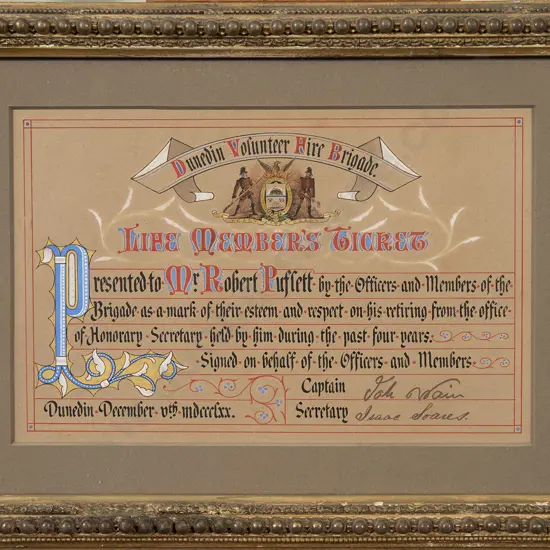 Dunedin Volunteer Fire Brigade.
Life Member's Ticket
Presented to Mr Robert Pufsett by the Officers and Members of the
Brigade as a mark of their esteem and respect on his retiring from the office
of Honorary Secretary held by him during the past four years.
Signed on behalf of the Officers and Members.
Captain
Dunedin December vth mdccclxx. Secretary Isaac Soares.